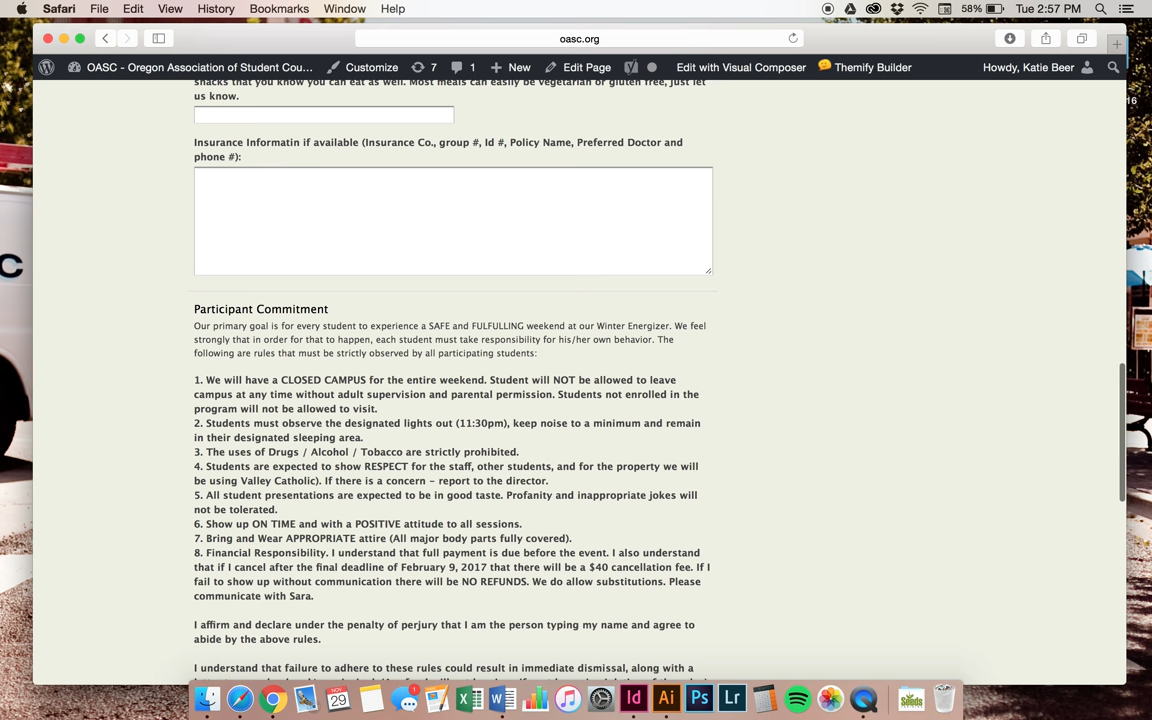 Safari File Edit View History Bookmarks Window Help 58% Tue 2:57 PM
oasc.org
OASC - Oregon Association of Student Cou... Customize 7 1 New Edit Page Edit with Visual Composer Themify Builder Howdy, Katie Beer
snacks that you know you can eat as well. Most meals can easily be vegetarian or gluten free, just let
us know.
16
Insurance Informatin if available (Insurance Co., group #, Id #, Policy Name, Preferred Doctor and
phone #):
C
Participant Commitment
Our primary goal is for every student to experience a SAFE and FULFULLING weekend at our Winter Energizer. We feel
strongly that in order for that to happen, each student must take responsibility for his/her own behavior. The
following are rules that must be strictly observed by all participating students:
1. We will have a CLOSED CAMPUS for the entire weekend. Student will NOT be allowed to leave
campus at any time without adult supervision and parental permission. Students not enrolled in the
program will not be allowed to visit.
2. Students must observe the designated lights out (11:30pm), keep noise to a minimum and remain
in their designated sleeping area.
3. The uses of Drugs / Alcohol / Tobacco are strictly prohibited.
4. Students are expected to show RESPECT for the staff, other students, and for the property we will
be using Valley Catholic). If there is a concern – report to the director.
5. All student presentations are expected to be in good taste. Profanity and inappropriate jokes will
not be tolerated.
6. Show up ON TIME and with a POSITIVE attitude to all sessions.
7. Bring and Wear APPROPRIATE attire (All major body parts fully covered).
8. Financial Responsibility. I understand that full payment is due before the event. I also understand
that if I cancel after the final deadline of February 9, 2017 that there will be a $40 cancellation fee. If I
fail to show up without communication there will be NO REFUNDS. We do allow substitutions. Please
communicate with Sara.
I affirm and declare under the penalty of perjury that I am the person typing my name and agree to
abide by the above rules.
I understand that failure to adhere to these rules could result in immediate dismissal, along with a
NOV 29 1 Id Ai Ps Lr Seeds